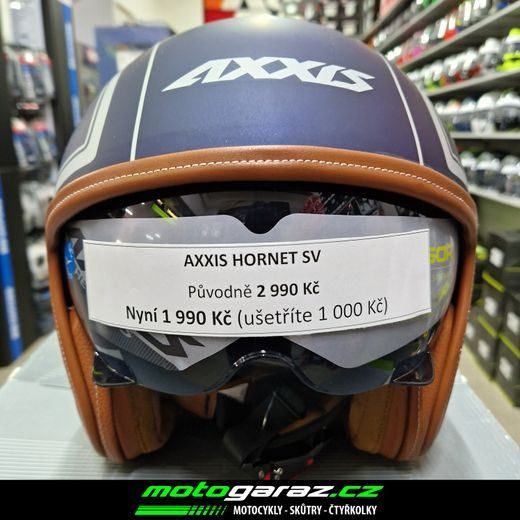 AXXIS
AXXIS HORNET SV
Původně 2 990 Kč
Nyní 1 990 Kč (ušetříte 1 000 Kč)
motogaraz.cz
MOTOCYKLY - SKÚTRY - ČTYŘKOLKY